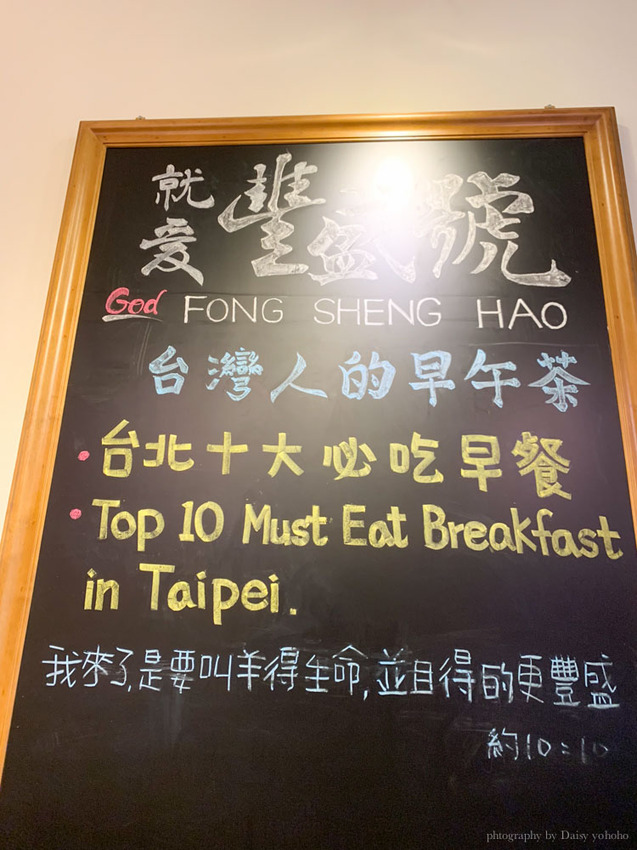 就愛 豐盛號
God FONG SHENG HAO
台灣人的早午茶
• 台北十大必吃早餐
• Top 10 Must Eat Breakfast
in Taipei.
我來了,是要叫羊得生命,並且得的更豐盛
約10:10
phtography by Daisy yohoho